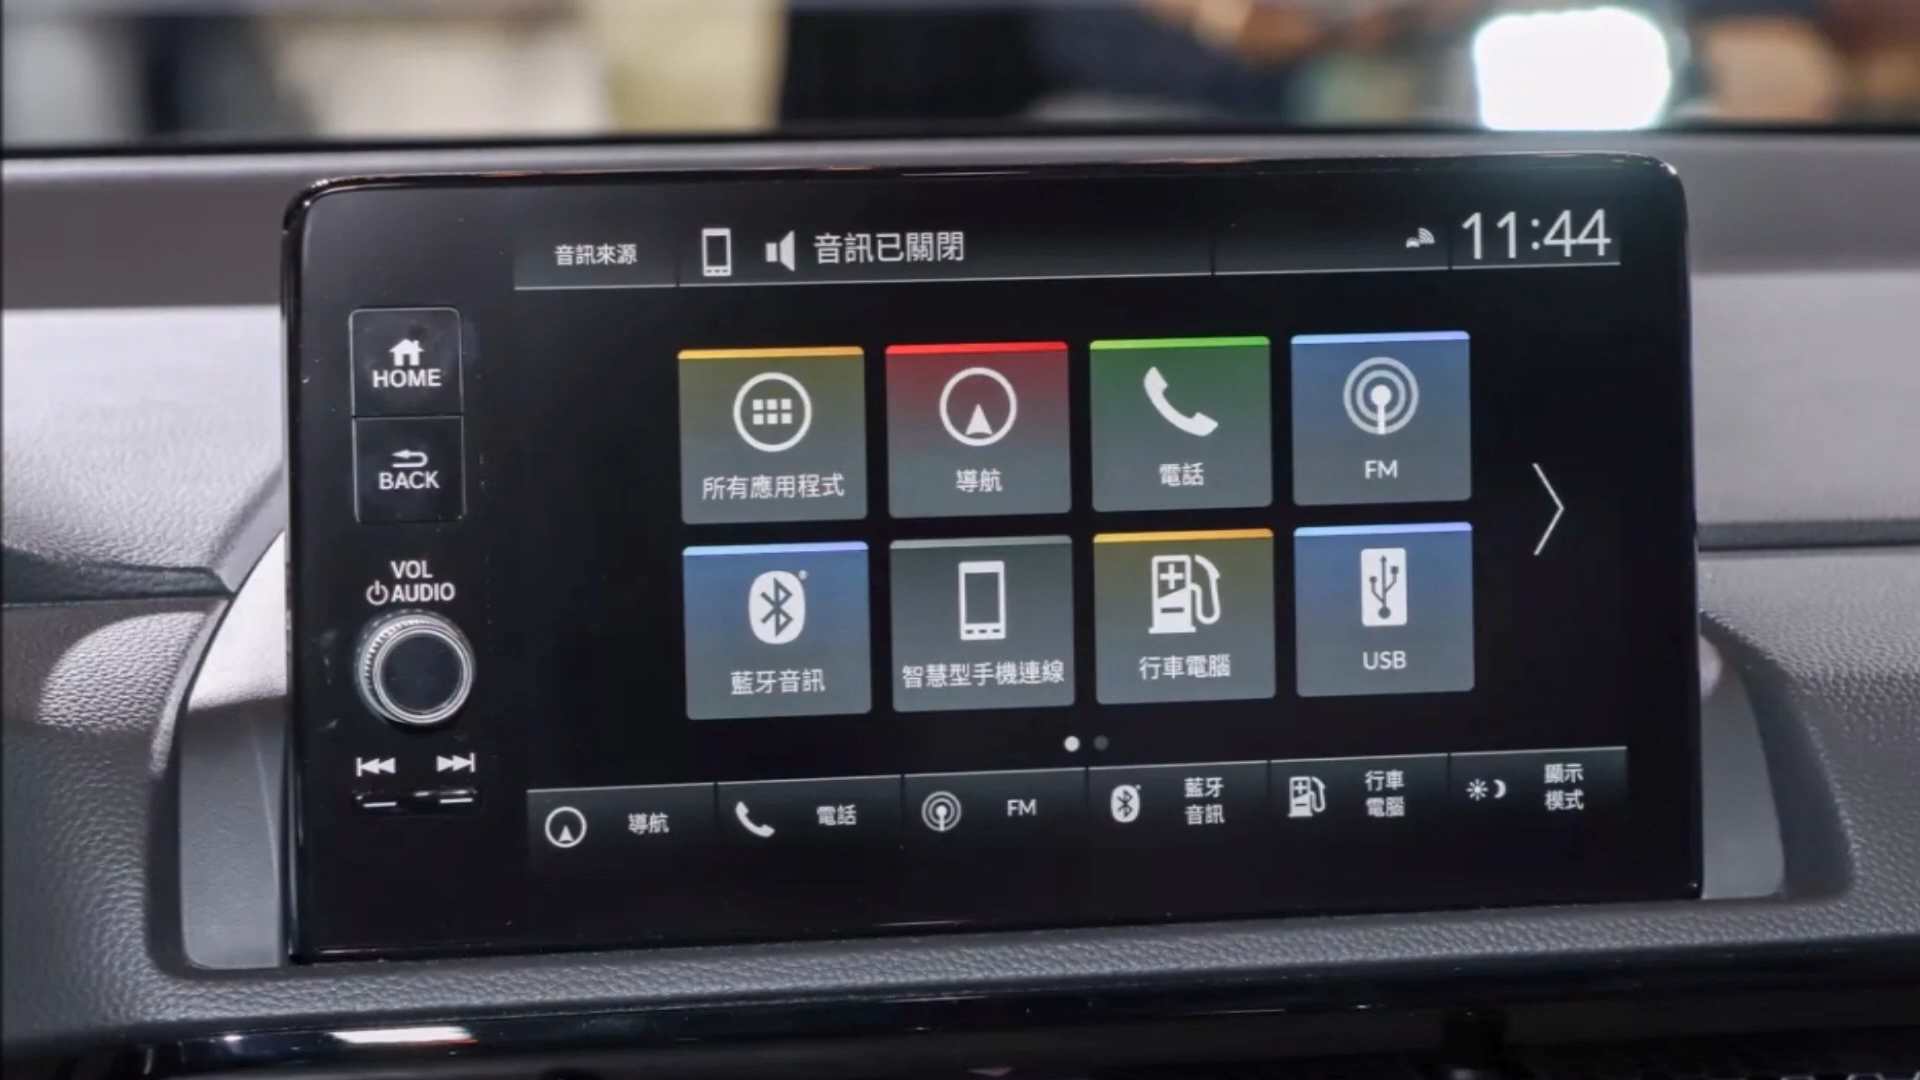 音訊來源
音訊已關閉
11:44
HOME
BACK
VOL
AUDIO
所有應用程式
導航
電話
FM
藍牙音訊
智慧型手機連線
行車電腦
USB
導航
電話
FM
藍牙
音訊
行車
電腦
顯示
模式